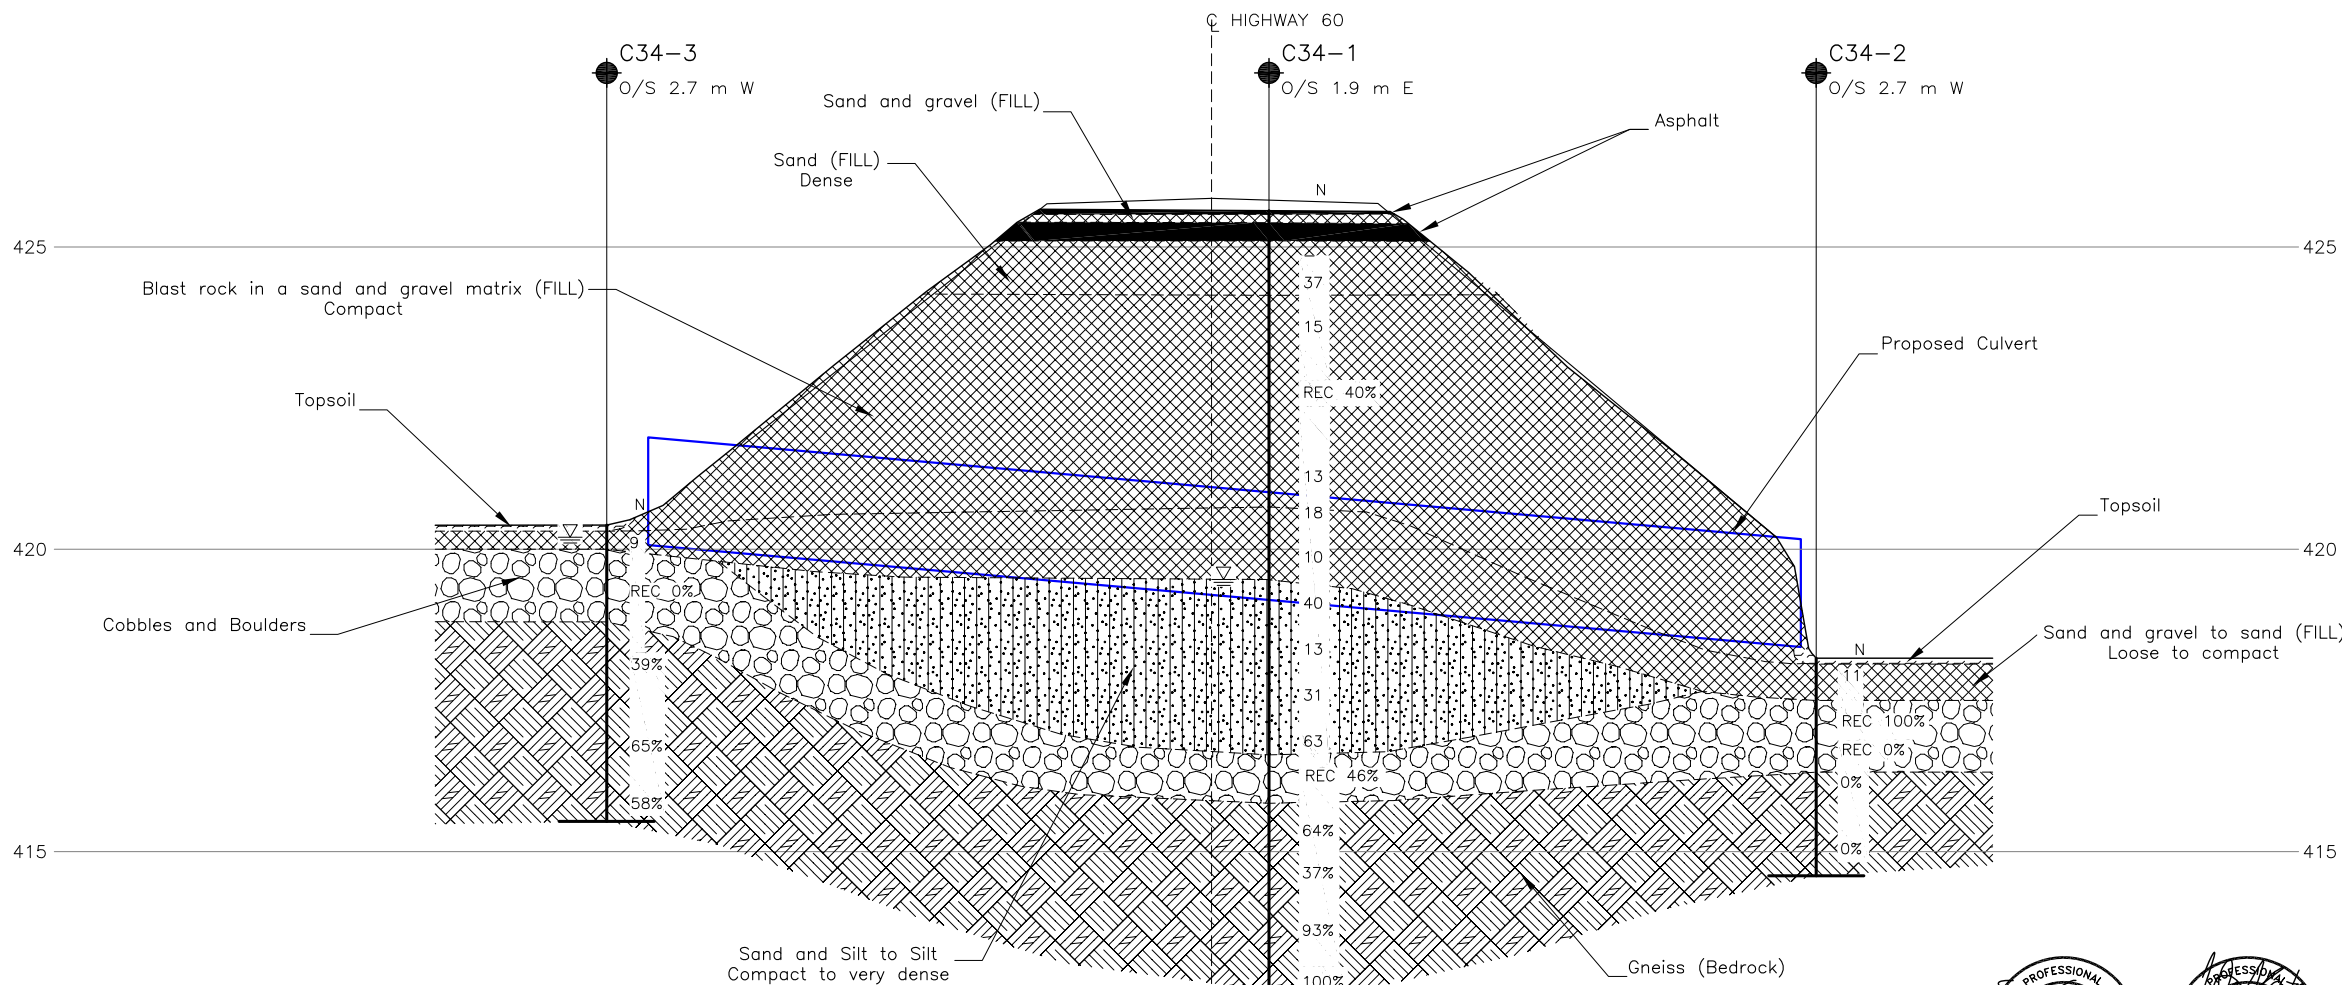 ℄ HIGHWAY 60
C34-3
O/S 2.7 m W
C34-1
O/S 1.9 m E
C34-2
O/S 2.7 m W
Sand and gravel (FILL)
Asphalt
Sand (FILL)
Dense
N
425
425
Blast rock in a sand and gravel matrix (FILL)
Compact
37
15
Proposed Culvert
REC 40%
Topsoil
13
N
18
Topsoil
9
420
10
420
REC 0%
40
Cobbles and Boulders
Sand and gravel to sand (FILL)
Loose to compact
N
13
39%
11
31
REC 100%
63
REC 0%
65%
REC 46%
0%
58%
64%
415
0%
415
37%
93%
Sand and Silt to Silt
Compact to very dense
Gneiss (Bedrock)
100%
PROFESSIONAL
PROFESSIONAL